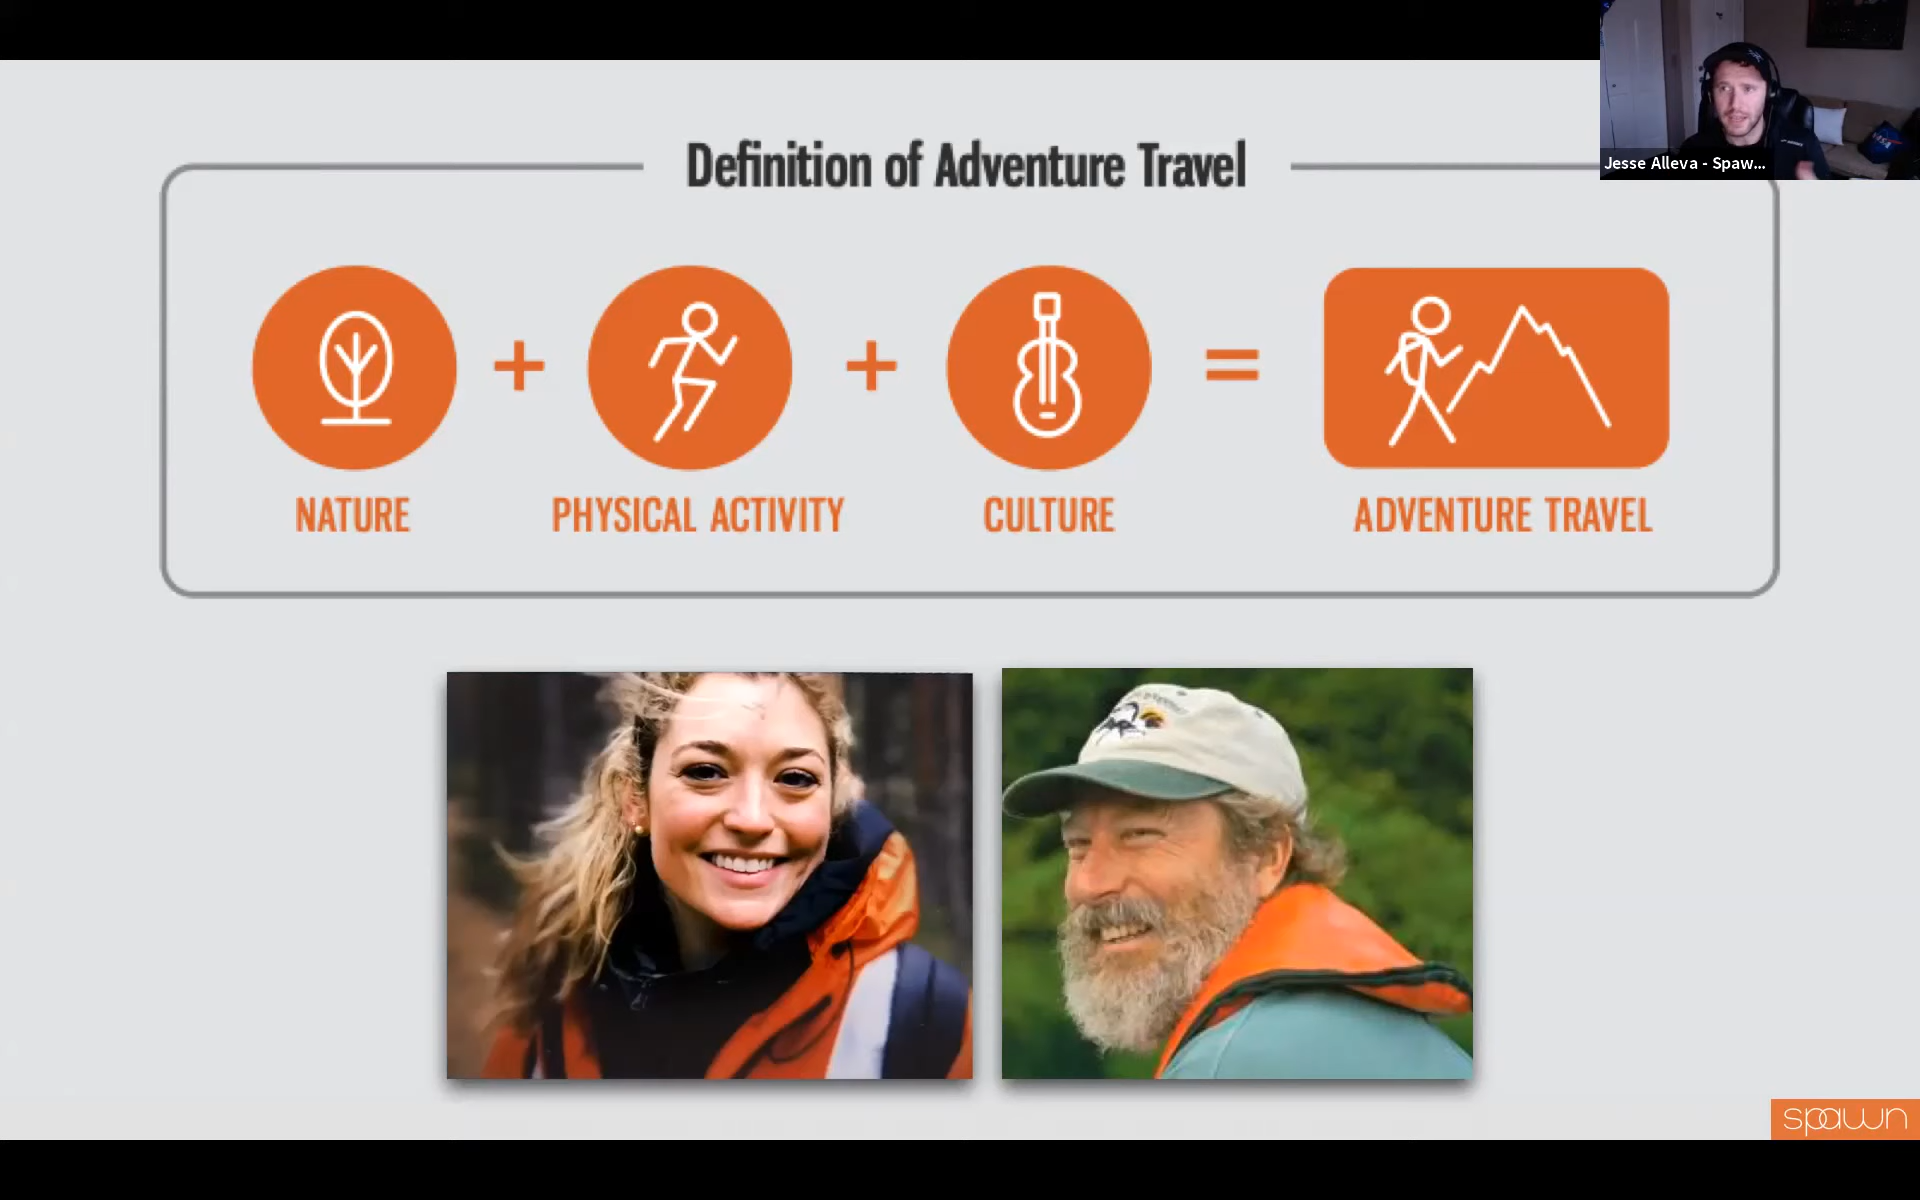 Definition of Adventure Travel
Jesse Alleva - Spaw...
NATURE
PHYSICAL ACTIVITY
CULTURE
ADVENTURE TRAVEL
spawn